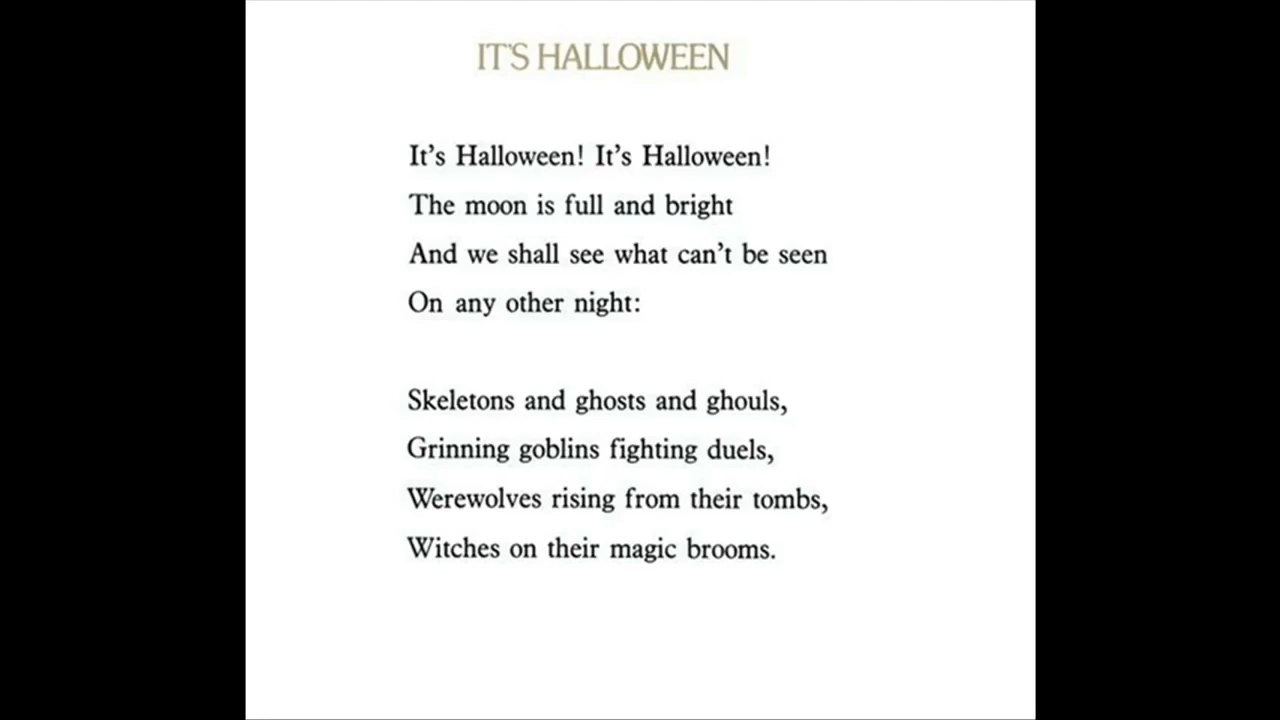 IT'S HALLOWEEN
It's Halloween! It's Halloween!
The moon is full and bright
And we shall see what can't be seen
On any other night:
Skeletons and ghosts and ghouls,
Grinning goblins fighting duels,
Werewolves rising from their tombs,
Witches on their magic brooms.